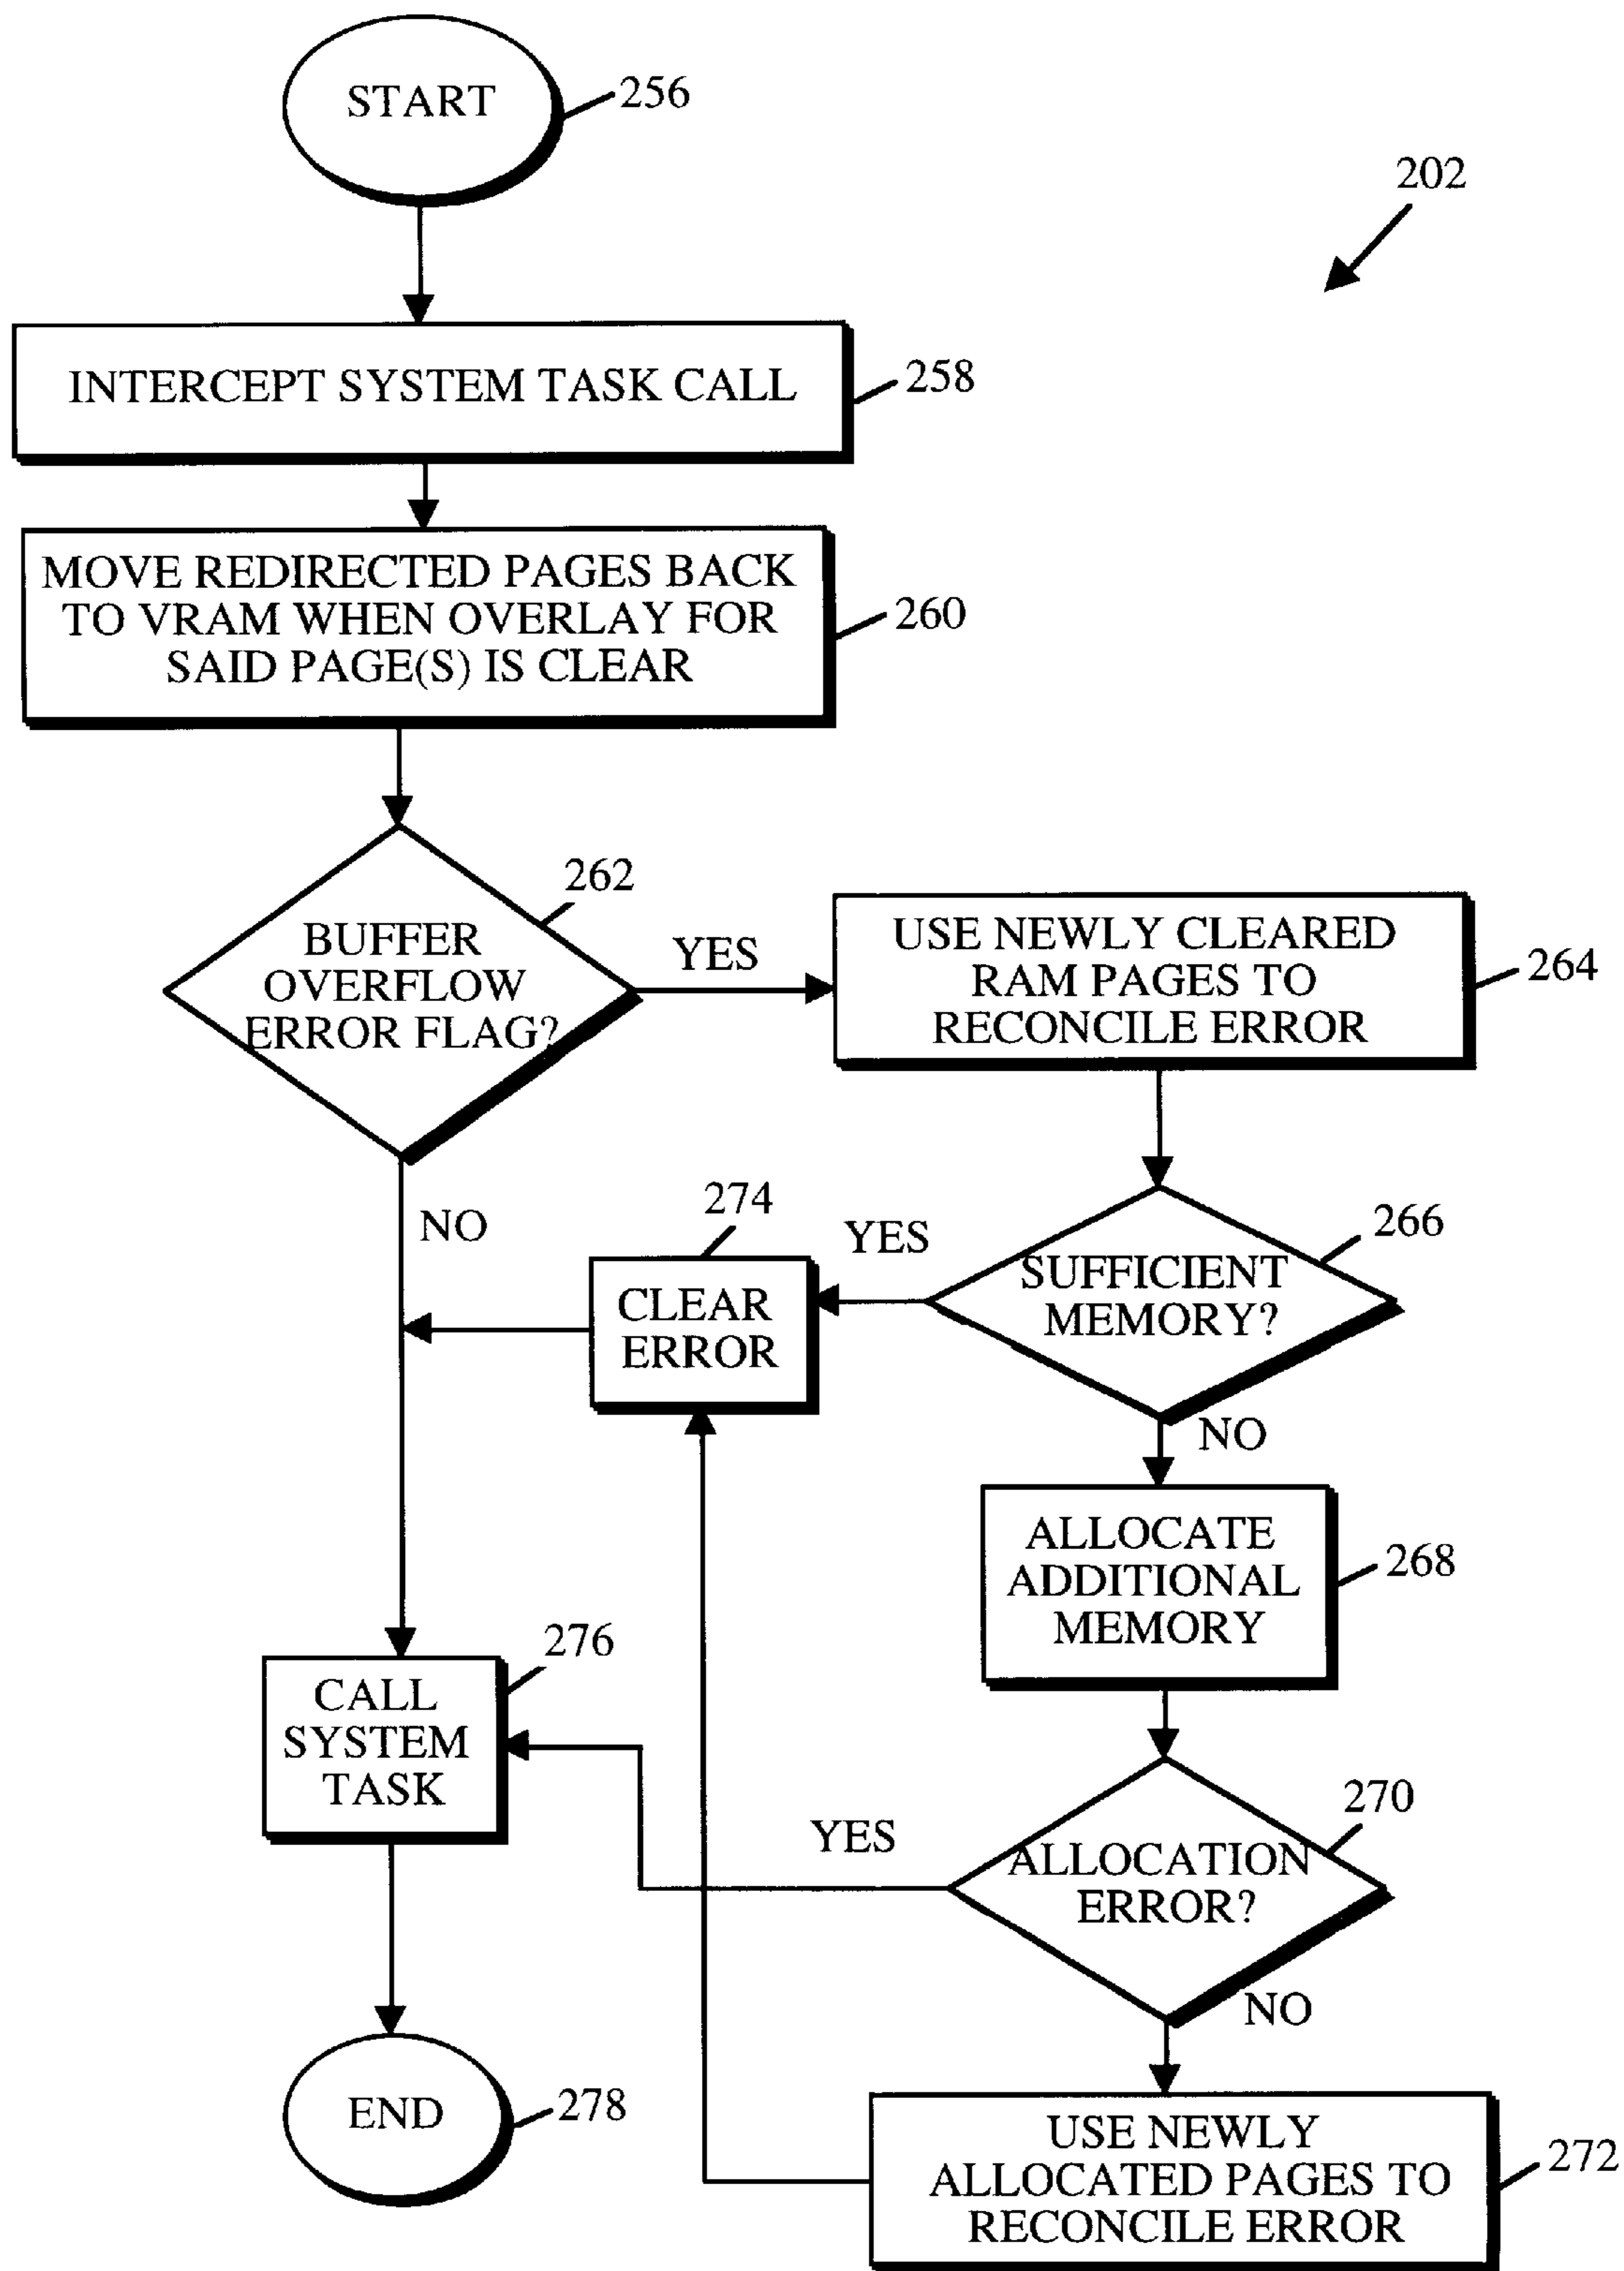 START
256
202
INTERCEPT SYSTEM TASK CALL
258
MOVE REDIRECTED PAGES BACK
TO VRAM WHEN OVERLAY FOR
SAID PAGE(S) IS CLEAR
260
262
BUFFER
OVERFLOW
ERROR FLAG?
YES
USE NEWLY CLEARED
RAM PAGES TO
RECONCILE ERROR
264
NO
274
CLEAR
ERROR
YES
266
SUFFICIENT
MEMORY?
NO
ALLOCATE
ADDITIONAL
MEMORY
268
276
CALL
SYSTEM
TASK
YES
270
ALLOCATION
ERROR?
NO
END
278
USE NEWLY
ALLOCATED PAGES TO
RECONCILE ERROR
272